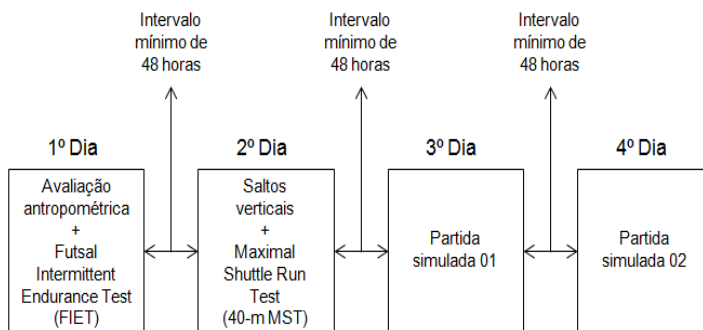 Intervalo
mínimo de
48 horas
Intervalo
mínimo de
48 horas
Intervalo
mínimo de
48 horas
1º Dia
2º Dia
3º Dia
4º Dia
Avaliação
antropométrica
+
Futsal
Intermittent
Endurance Test
(FIET)
Saltos
verticais
+
Maximal
Shuttle Run
Test
(40-m MST)
Partida
simulada 01
Partida
simulada 02